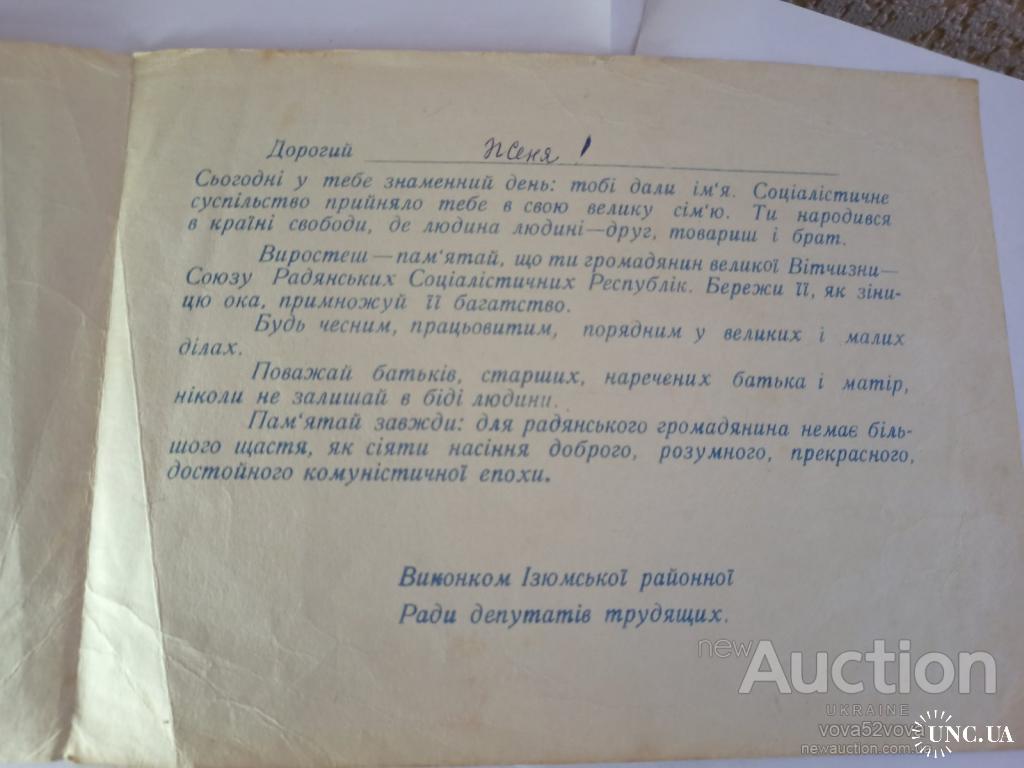 Дорогий Женя!
Сьогодні у тебе знаменний день: тобі дали ім‘я. Соціалістичне
суспільство прийняло тебе в свою велику сім‘ю. Ти народився
в країні свободи, де людина людині—друг, товариш і брат.
Виростеш—пам‘ятай, що ти громадянин великої Вітчизни—
Союзу Радянських Соціалістичних Республік. Бережи її, як зіни-
цю ока, примножуй її багатство.
Будь чесним, працьовитим, порядним у великих і малих
ділах.
Поважай батьків, старших, наречених батька і матір,
ніколи не залишай в біді людини.
Пам‘ятай завжди: для радянського громадянина немає біль-
шого щастя, як сіяти насіння доброго, розумного, прекрасного,
достойного комуністичної епохи.
Виконком Ізюмської районної
Ради депутатів трудящих.
new Auction
UKRAINE
vova52vova
newauction.com.ua
UNC.UA